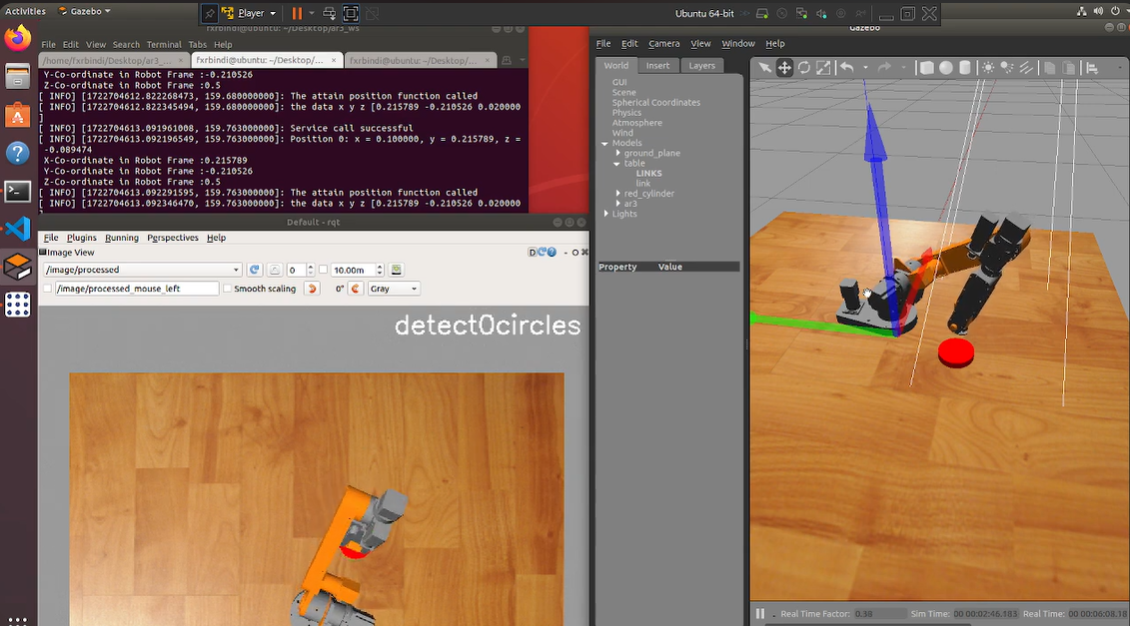 Activities
Gazebo
Player
Ubuntu 64-bit
fxrbindi@ubuntu: ~/Desktop/ar3_ws
File Edit View Search Terminal Tabs Help
/home/fxrbindi/Desktop/ar3_...
fxrbindi@ubuntu: ~/Desktop/...
fxrbindi@ubuntu: ~/Desktop/...
Y-Co-ordinate in Robot Frame :-0.210526
Z-Co-ordinate in Robot Frame :0.5
[ INFO] [1722704612.822268473, 159.680000000]: The attain position function called
[ INFO] [1722704612.822345494, 159.680000000]: the data x y z [0.215789 -0.210526 0.020000
]
[ INFO] [1722704613.091961008, 159.763000000]: Service call successful
[ INFO] [1722704613.092196549, 159.763000000]: Position 0: x = 0.100000, y = 0.215789, z =
-0.089474
X-Co-ordinate in Robot Frame :0.215789
Y-Co-ordinate in Robot Frame :-0.210526
Z-Co-ordinate in Robot Frame :0.5
[ INFO] [1722704613.092291595, 159.763000000]: The attain position function called
[ INFO] [1722704613.092346470, 159.763000000]: the data x y z [0.215789 -0.210526 0.020000
Default - rqt
File Plugins Running Perspectives Help
Image View
D
- O
/image/processed
0
10.00m
/image/processed_mouse_left
Smooth scaling
0°
Gray
detect0circles
Gazebo
File Edit Camera View Window Help
World Insert Layers
GUI
Scene
Spherical Coordinates
Physics
Atmosphere
Wind
Models
ground_plane
table
LINKS
link
red_cylinder
ar3
Lights
Property Value
Real Time Factor: 0.98 Sim Time: 00 00:02:46.183 Real Time: 00 00:06:08.18